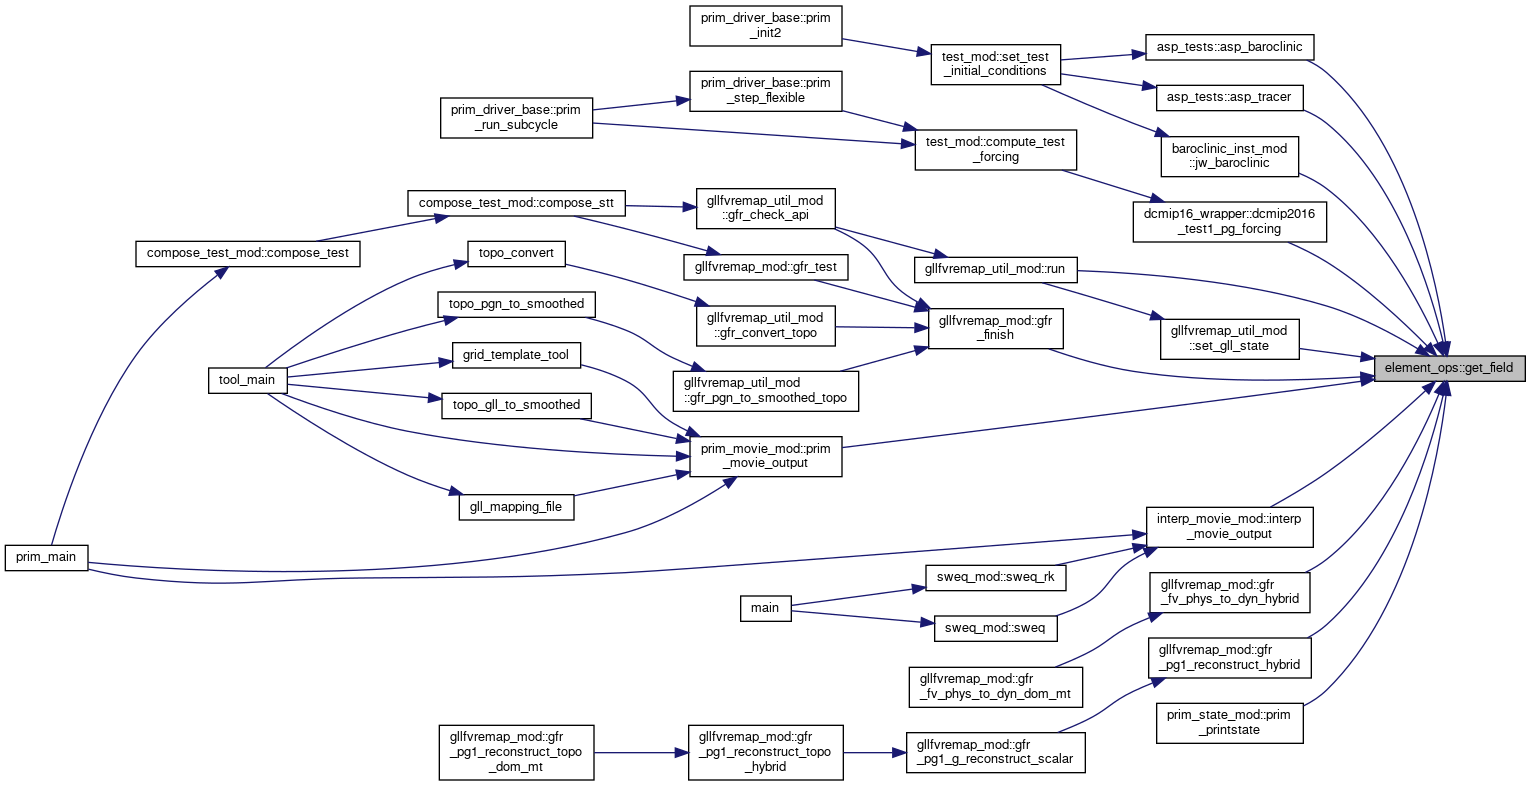 prim_driver_base::prim
_init2
test_mod::set_test
_initial_conditions
asp_tests::asp_baroclinic
prim_driver_base::prim
_step_flexible
asp_tests::asp_tracer
prim_driver_base::prim
_run_subcycle
test_mod::compute_test
_forcing
baroclinic_inst_mod
::jw_baroclinic
compose_test_mod::compose_stt
gllfvremap_util_mod
::gfr_check_api
dcmip16_wrapper::dcmip2016
_test1_pg_forcing
compose_test_mod::compose_test
topo_convert
gllfvremap_mod::gfr_test
gllfvremap_util_mod::run
topo_pgn_to_smoothed
gllfvremap_util_mod
::gfr_convert_topo
gllfvremap_mod::gfr
_finish
gllfvremap_util_mod
::set_gll_state
grid_template_tool
element_ops::get_field
tool_main
gllfvremap_util_mod
::gfr_pgn_to_smoothed_topo
topo_gll_to_smoothed
prim_movie_mod::prim
_movie_output
gll_mapping_file
interp_movie_mod::interp
_movie_output
prim_main
sweq_mod::sweq_rk
gllfvremap_mod::gfr
_fv_phys_to_dyn_hybrid
main
sweq_mod::sweq
gllfvremap_mod::gfr
_pg1_reconstruct_hybrid
gllfvremap_mod::gfr
_fv_phys_to_dyn_dom_mt
prim_state_mod::prim
_printstate
gllfvremap_mod::gfr
_pg1_reconstruct_topo
_dom_mt
gllfvremap_mod::gfr
_pg1_reconstruct_topo
_hybrid
gllfvremap_mod::gfr
_pg1_g_reconstruct_scalar